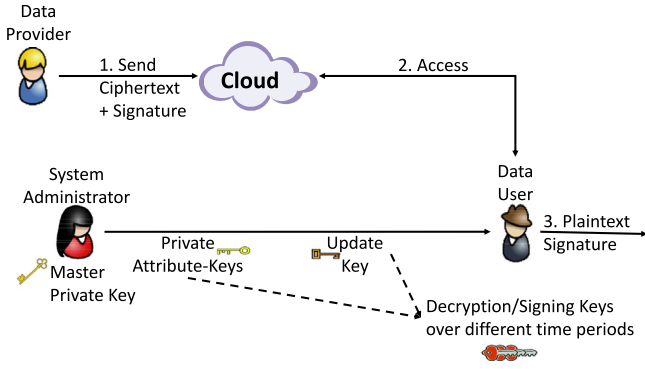 Data
Provider
1. Send
Ciphertext
+ Signature
Cloud
2. Access
System
Administrator
Data
User
3. Plaintext
Signature
Private
Attribute-Keys
Update
Key
Master
Private Key
Decryption/Signing Keys
over different time periods